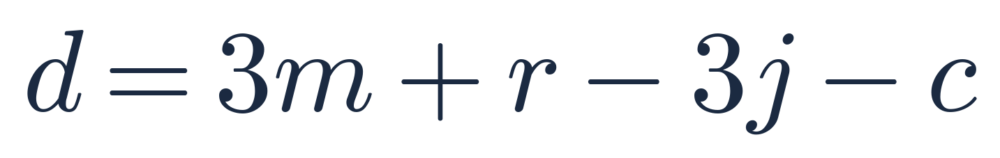 d = 3m + r − 3j − c